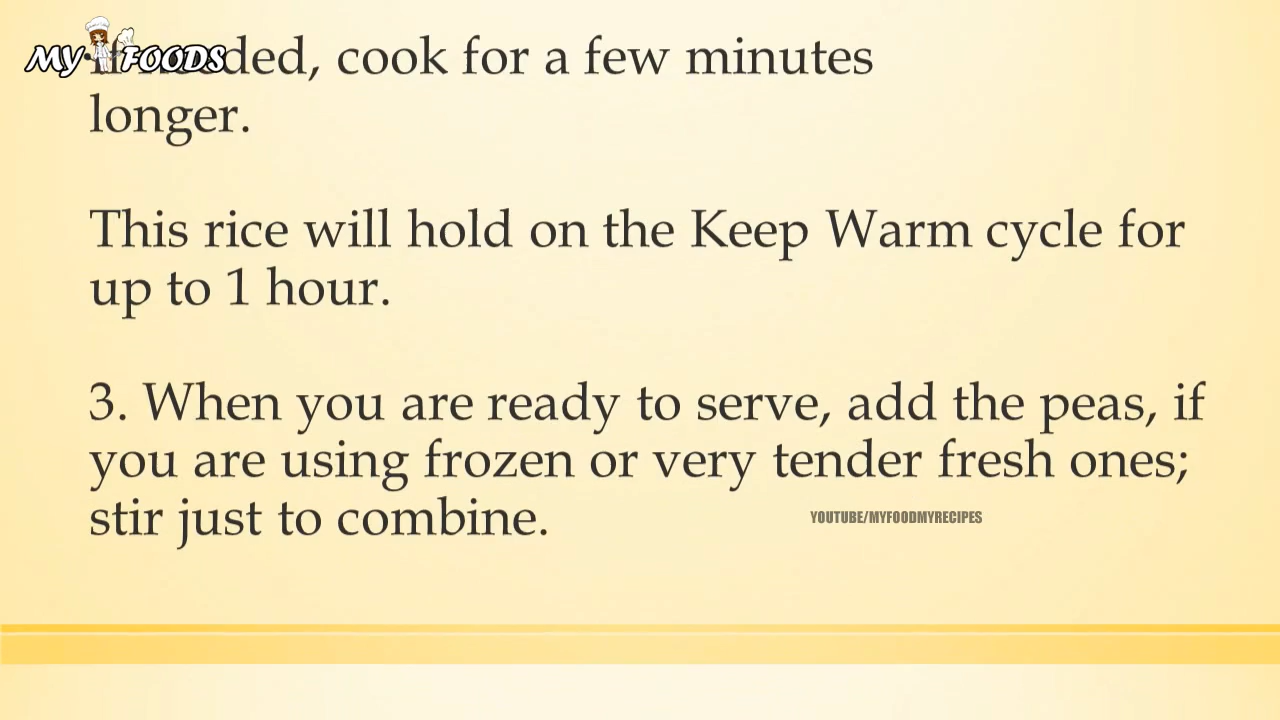 MY FOODS
ded, cook for a few minutes
longer.
This rice will hold on the Keep Warm cycle for
up to 1 hour.
3. When you are ready to serve, add the peas, if
you are using frozen or very tender fresh ones;
stir just to combine.
YOUTUBE/MYFOODMYRECIPES